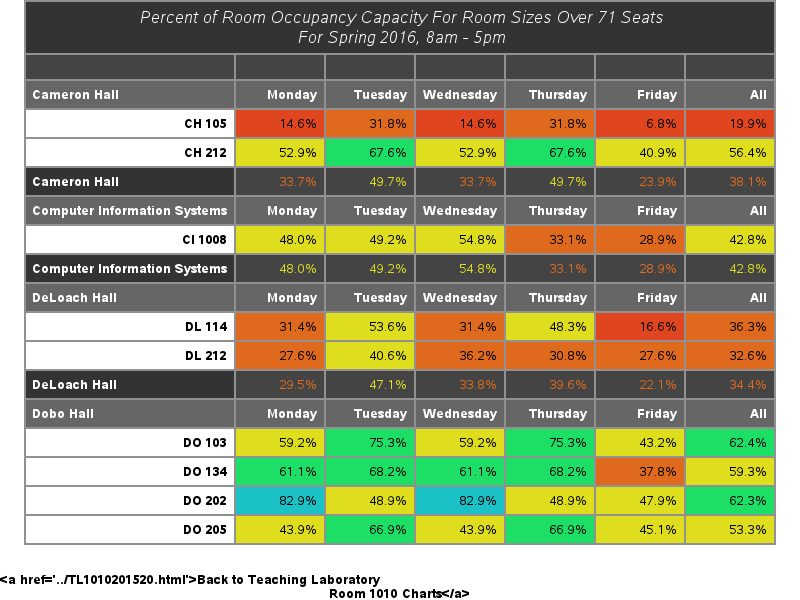 Percent of Room Occupancy Capacity For Room Sizes Over 71 Seats
For Spring 2016, 8am - 5pm
Cameron Hall Monday Tuesday Wednesday Thursday Friday All
CH 105 14.6% 31.8% 14.6% 31.8% 6.8% 19.9%
CH 212 52.9% 67.6% 52.9% 67.6% 40.9% 56.4%
Cameron Hall 33.7% 49.7% 33.7% 49.7% 23.9% 38.1%
Computer Information Systems Monday Tuesday Wednesday Thursday Friday All
CI 1008 48.0% 49.2% 54.8% 33.1% 28.9% 42.8%
Computer Information Systems 48.0% 49.2% 54.8% 33.1% 28.9% 42.8%
DeLoach Hall Monday Tuesday Wednesday Thursday Friday All
DL 114 31.4% 53.6% 31.4% 48.3% 16.6% 36.3%
DL 212 27.6% 40.6% 36.2% 30.8% 27.6% 32.6%
DeLoach Hall 29.5% 47.1% 33.8% 39.6% 22.1% 34.4%
Dobo Hall Monday Tuesday Wednesday Thursday Friday All
DO 103 59.2% 75.3% 59.2% 75.3% 43.2% 62.4%
DO 134 61.1% 68.2% 61.1% 68.2% 37.8% 59.3%
DO 202 82.9% 48.9% 82.9% 48.9% 47.9% 62.3%
DO 205 43.9% 66.9% 43.9% 66.9% 45.1% 53.3%
<a href='../TL1010201520.html'>Back to Teaching Laboratory
Room 1010 Charts</a>